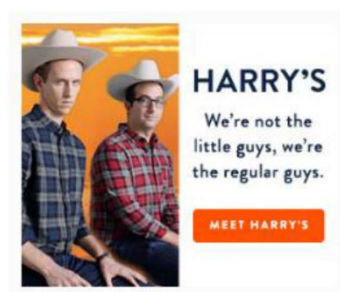 HARRY'S
We're not the
little guys, we're
the regular guys.
MEET HARRY'S